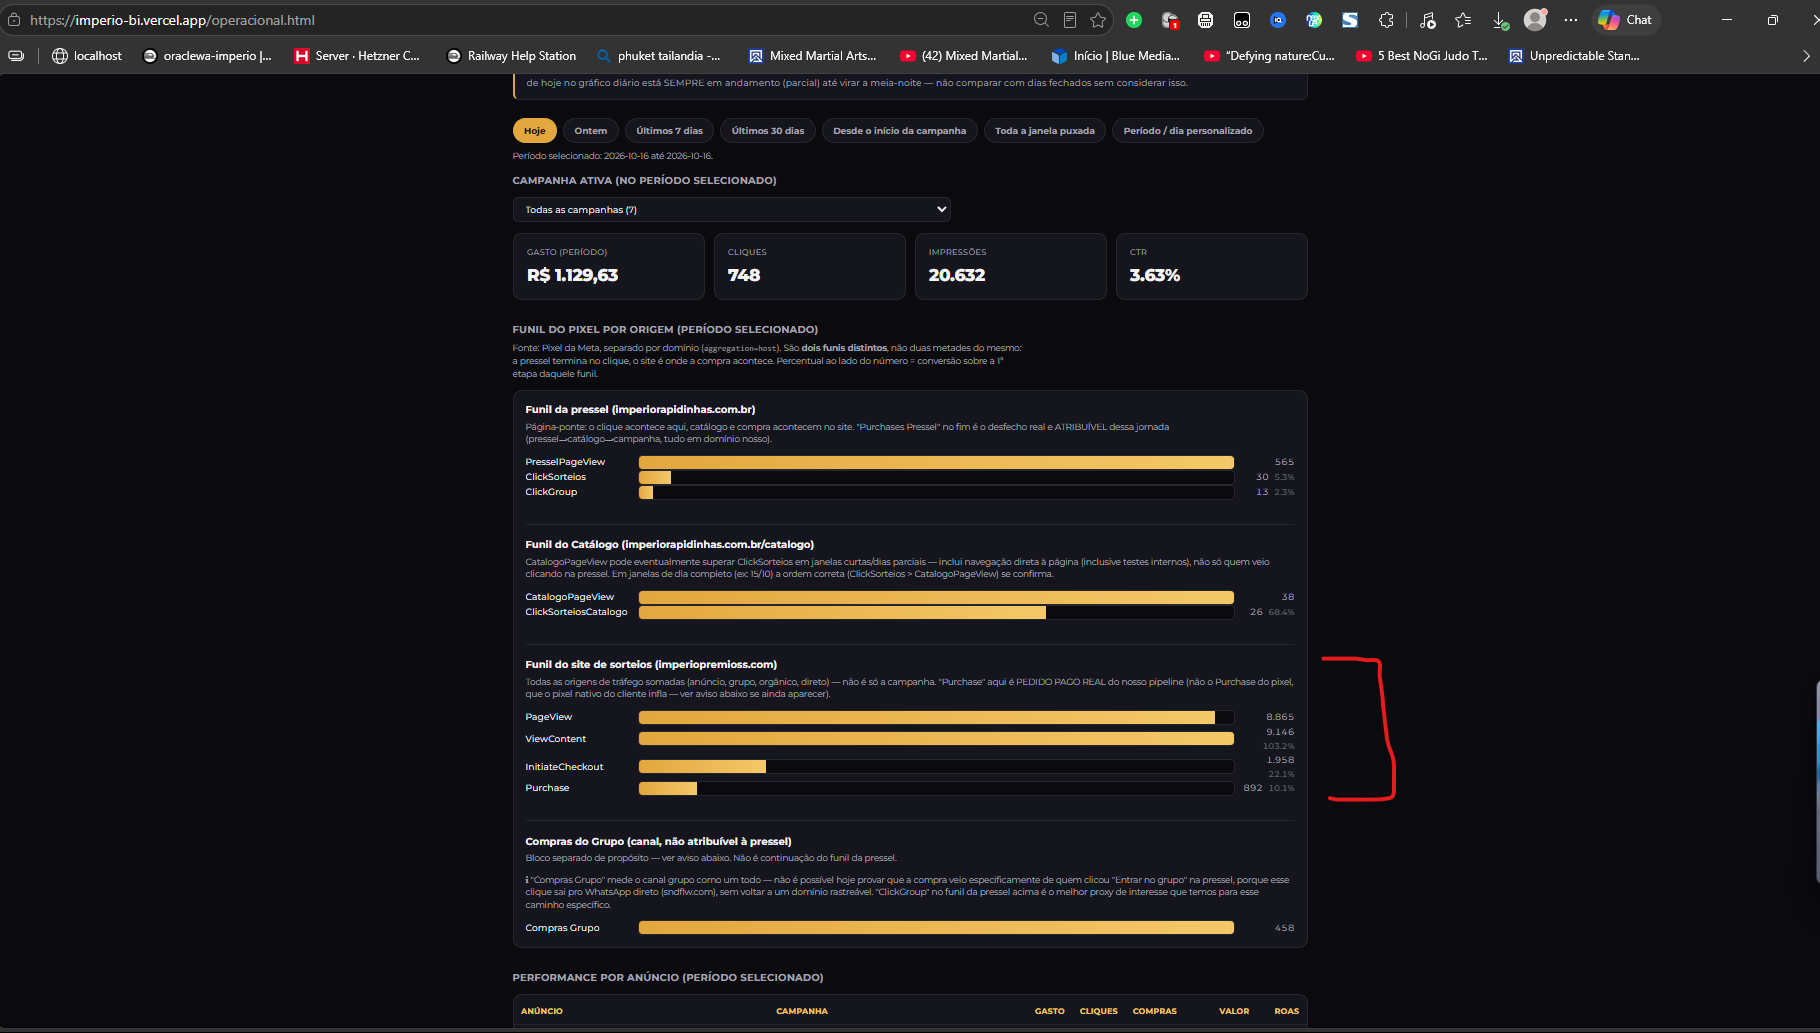 https://imperio-bi.vercel.app/operacional.html
Chat
localhost
oraclewa-imperio |...
Server · Hetzner C...
Railway Help Station
phuket tailandia -...
Mixed Martial Arts...
(42) Mixed Martial...
Início | Blue Media...
"Defying nature:Cu...
5 Best NoGi Judo T...
Unpredictable Stan...
de hoje no gráfico diário está SEMPRE em andamento (parcial) até virar a meia-noite — não comparar com dias fechados sem considerar isso.
Hoje
Ontem
Últimos 7 dias
Últimos 30 dias
Desde o início da campanha
Toda a janela puxada
Período / dia personalizado
Período selecionado: 2026-10-16 até 2026-10-16.
CAMPANHA ATIVA (NO PERÍODO SELECIONADO)
Todas as campanhas (7)
GASTO (PERÍODO)
R$ 1.129,63
CLIQUES
748
IMPRESSÕES
20.632
CTR
3.63%
FUNIL DO PIXEL POR ORIGEM (PERÍODO SELECIONADO)
Fonte: Pixel da Meta, separado por domínio (aggregation=host). São dois funis distintos, não duas metades do mesmo:
a pressel termina no clique, o site é onde a compra acontece. Percentual ao lado do número = conversão sobre a 1ª
etapa daquele funil.
Funil da pressel (imperiorapidinhas.com.br)
Página-ponte: o clique acontece aqui, catálogo e compra acontecem no site. "Purchases Pressel" no fim é o desfecho real e ATRIBUÍVEL dessa jornada
(pressel→catálogo→campanha, tudo em domínio nosso).
PresselPageView 565
ClickSorteios 30 5.3%
ClickGroup 13 2.3%
Funil do Catálogo (imperiorapidinhas.com.br/catalogo)
CatalogoPageView pode eventualmente superar ClickSorteios em janelas curtas/dias parciais — inclui navegação direta à página (inclusive testes internos), não só quem veio
clicando na pressel. Em janelas de dia completo (ex: 15/10) a ordem correta (ClickSorteios > CatalogoPageView) se confirma.
CatalogoPageView 38
ClickSorteiosCatalogo 26 68.4%
Funil do site de sorteios (imperiopremioss.com)
Todas as origens de tráfego somadas (anúncio, grupo, orgânico, direto) — não é só a campanha. "Purchase" aqui é PEDIDO PAGO REAL do nosso pipeline (não o Purchase do pixel,
que o pixel nativo do cliente infla — ver aviso abaixo se ainda aparecer).
PageView 8.865
ViewContent 9.146
103.2%
InitiateCheckout 1.958
22.1%
Purchase 892 10.1%
Compras do Grupo (canal, não atribuível à pressel)
Bloco separado de propósito — ver aviso abaixo. Não é continuação do funil da pressel.
ℹ "Compras Grupo" mede o canal grupo como um todo — não é possível hoje provar que a compra veio especificamente de quem clicou "Entrar no grupo" na pressel, porque esse
clique sai pro WhatsApp direto (sndflw.com), sem voltar a um domínio rastreável. "ClickGroup" no funil da pressel acima é o melhor proxy de interesse que temos para esse
caminho específico.
Compras Grupo 458
PERFORMANCE POR ANÚNCIO (PERÍODO SELECIONADO)
ANÚNCIO CAMPANHA GASTO CLIQUES COMPRAS VALOR ROAS